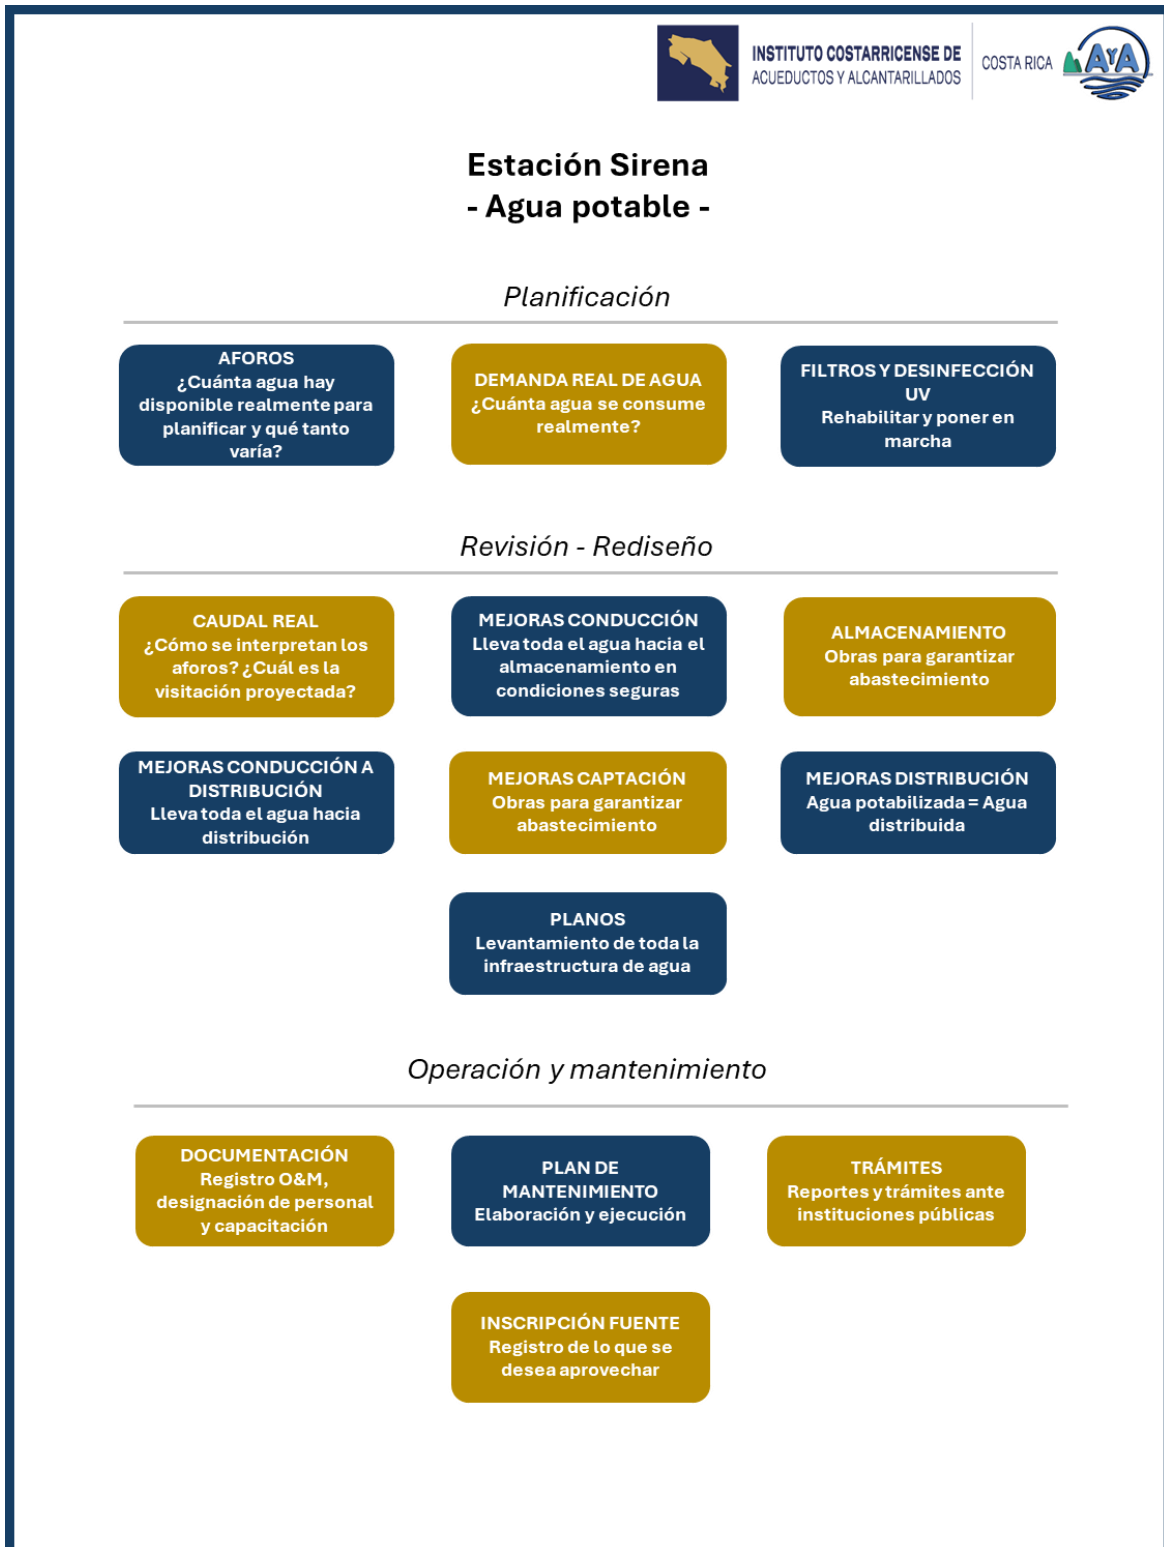 INSTITUTO COSTARRICENSE DE
ACUEDUCTOS Y ALCANTARILLADOS
COSTA RICA
AYA
Estación Sirena
- Agua potable -
Planificación
AFOROS
¿Cuánta agua hay
disponible realmente para
planificar y qué tanto
varía?
DEMANDA REAL DE AGUA
¿Cuánta agua se consume
realmente?
FILTROS Y DESINFECCIÓN
UV
Rehabilitar y poner en
marcha
Revisión - Rediseño
CAUDAL REAL
¿Cómo se interpretan los
aforos? ¿Cuál es la
visitación proyectada?
MEJORAS CONDUCCIÓN
Lleva toda el agua hacia el
almacenamiento en
condiciones seguras
ALMACENAMIENTO
Obras para garantizar
abastecimiento
MEJORAS CONDUCCIÓN A
DISTRIBUCIÓN
Lleva toda el agua hacia
distribución
MEJORAS CAPTACIÓN
Obras para garantizar
abastecimiento
MEJORAS DISTRIBUCIÓN
Agua potabilizada = Agua
distribuida
PLANOS
Levantamiento de toda la
infraestructura de agua
Operación y mantenimiento
DOCUMENTACIÓN
Registro O&M,
designación de personal
y capacitación
PLAN DE
MANTENIMIENTO
Elaboración y ejecución
TRÁMITES
Reportes y trámites ante
instituciones públicas
INSCRIPCIÓN FUENTE
Registro de lo que se
desea aprovechar